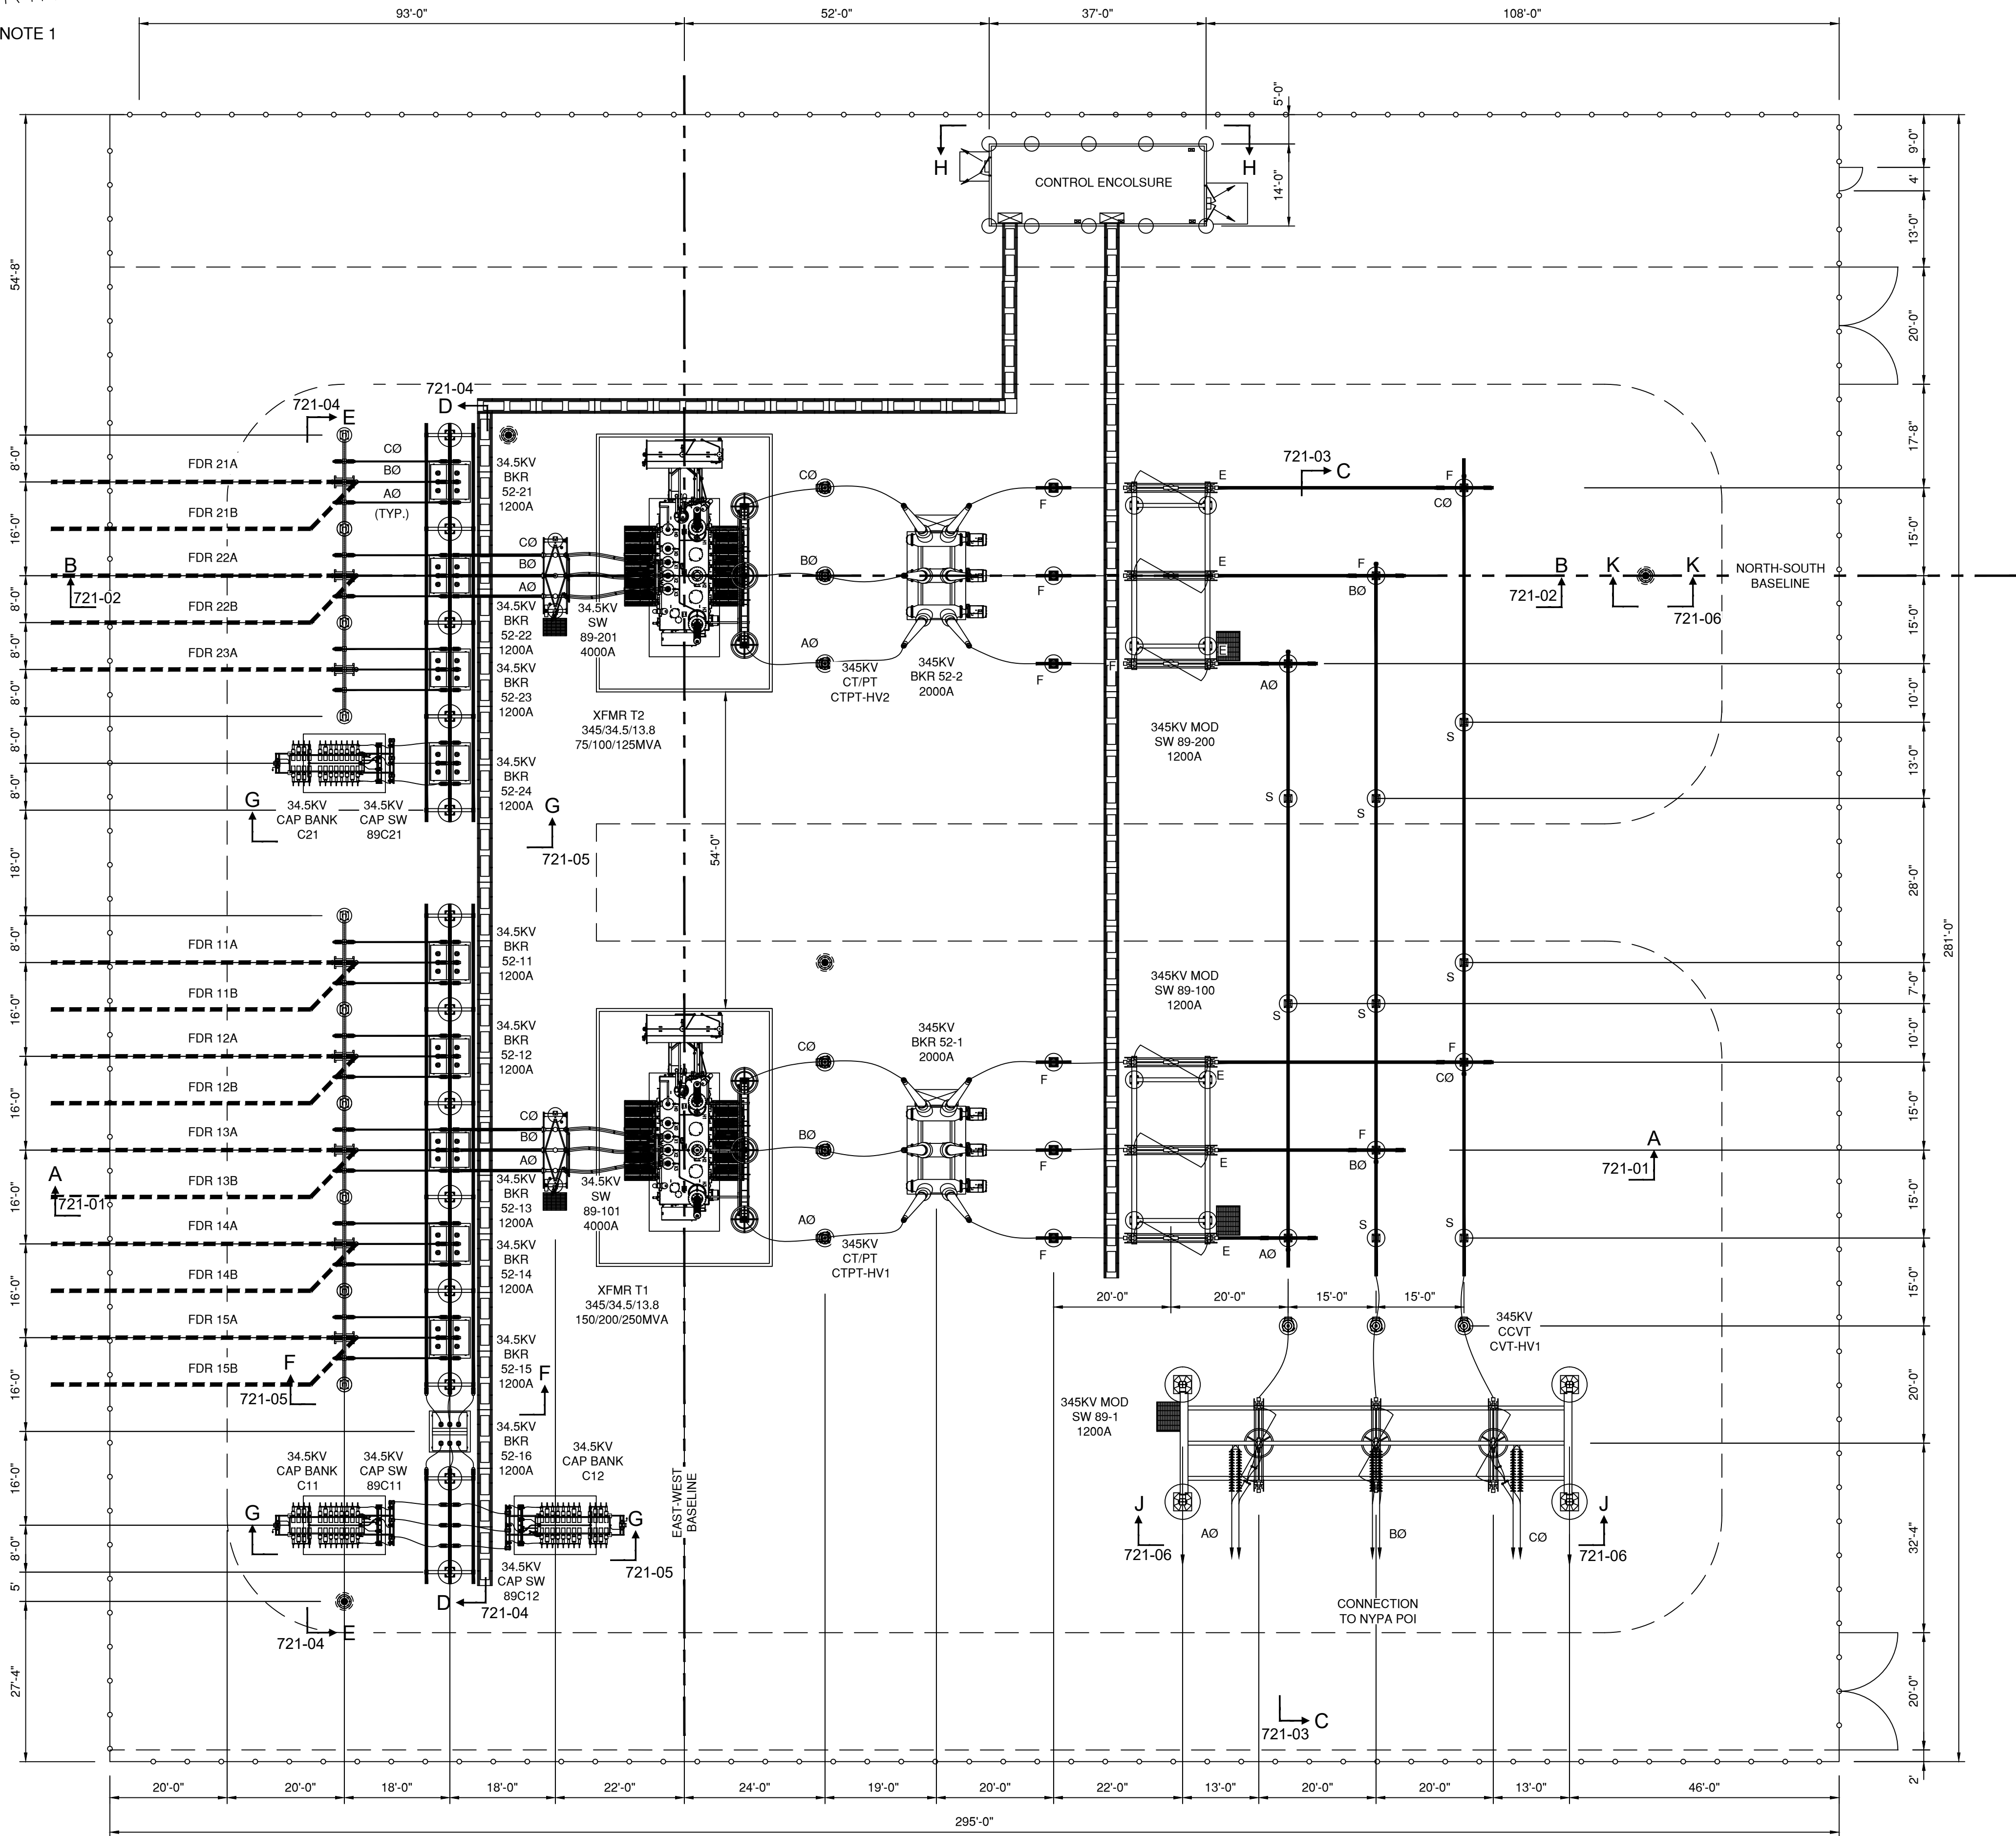 NOTE 1
93'-0"
52'-0"
37'-0"
108'-0"
5'-0"
14'-0"
H
H
CONTROL ENCOLSURE
9'-0"
4'
13'-0"
20'-0"
17'-8"
15'-0"
15'-0"
10'-0"
13'-0"
28'-0"
7'-0"
10'-0"
15'-0"
15'-0"
15'-0"
20'-0"
32'-4"
20'-0"
2'
281'-0"
54'-8"
8'-0"
16'-0"
8'-0"
8'-0"
8'-0"
8'-0"
8'-0"
18'-0"
8'-0"
16'-0"
16'-0"
16'-0"
16'-0"
16'-0"
16'-0"
8'-0"
5'
27'-4"
721-04
E
721-04
D
CØ
BØ
AØ
(TYP.)
FDR 21A
FDR 21B
FDR 22A
FDR 22B
FDR 23A
B
721-02
34.5KV
BKR
52-21
1200A
CØ
BØ
AØ
34.5KV
BKR
52-22
1200A
34.5KV
SW
89-201
4000A
34.5KV
BKR
52-23
1200A
34.5KV
BKR
52-24
1200A
G
34.5KV
CAP BANK
C21
34.5KV
CAP SW
89C21
G
721-05
XFMR T2
345/34.5/13.8
75/100/125MVA
54'-0"
CØ
BØ
AØ
345KV
CT/PT
CTPT-HV2
345KV
BKR 52-2
2000A
F
F
F
F
E
E
E
345KV MOD
SW 89-200
1200A
721-03
C
F
CØ
F
BØ
AØ
S
S
S
B
721-02
K
K
721-06
NORTH-SOUTH
BASELINE
FDR 11A
FDR 11B
FDR 12A
FDR 12B
FDR 13A
FDR 13B
FDR 14A
FDR 14B
FDR 15A
FDR 15B
A
721-01
34.5KV
BKR
52-11
1200A
34.5KV
BKR
52-12
1200A
CØ
BØ
AØ
34.5KV
BKR
52-13
1200A
34.5KV
SW
89-101
4000A
34.5KV
BKR
52-14
1200A
34.5KV
BKR
52-15
1200A
34.5KV
BKR
52-16
1200A
F
721-05
F
XFMR T1
345/34.5/13.8
150/200/250MVA
CØ
BØ
AØ
345KV
CT/PT
CTPT-HV1
345KV
BKR 52-1
2000A
F
F
F
345KV MOD
SW 89-100
1200A
E
E
E
S
S
S
F
CØ
F
BØ
AØ
S
S
A
721-01
20'-0"
20'-0"
15'-0"
15'-0"
345KV
CCVT
CVT-HV1
345KV MOD
SW 89-1
1200A
J
721-06
J
721-06
AØ
BØ
CØ
CONNECTION
TO NYPA POI
34.5KV
CAP BANK
C11
34.5KV
CAP SW
89C11
34.5KV
CAP BANK
C12
34.5KV
CAP SW
89C12
G
G
721-05
D
721-04
721-04
E
EAST-WEST
BASELINE
721-03
C
20'-0"
20'-0"
18'-0"
18'-0"
22'-0"
24'-0"
19'-0"
20'-0"
22'-0"
13'-0"
20'-0"
20'-0"
13'-0"
46'-0"
295'-0"